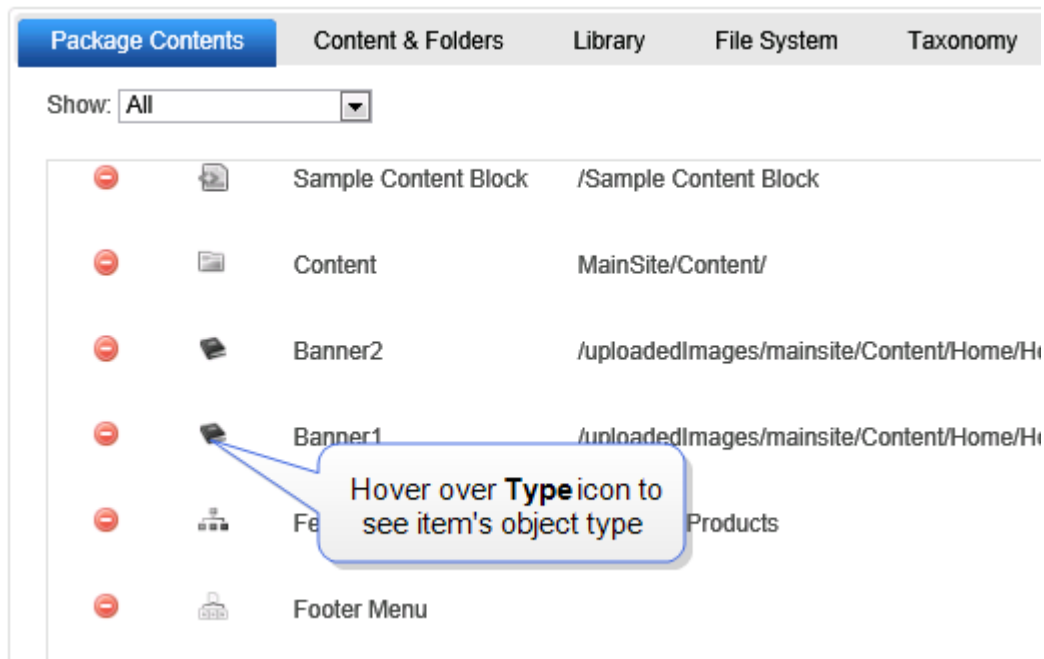 Package Contents Content & Folders Library File System Taxonomy
Show: All
Sample Content Block /Sample Content Block
Content MainSite/Content/
Banner2 /uploadedImages/mainsite/Content/Home/
Banner1 /uploadedImages/mainsite/Content/Home/
Hover over Type icon to
see item's object type
Products
Footer Menu